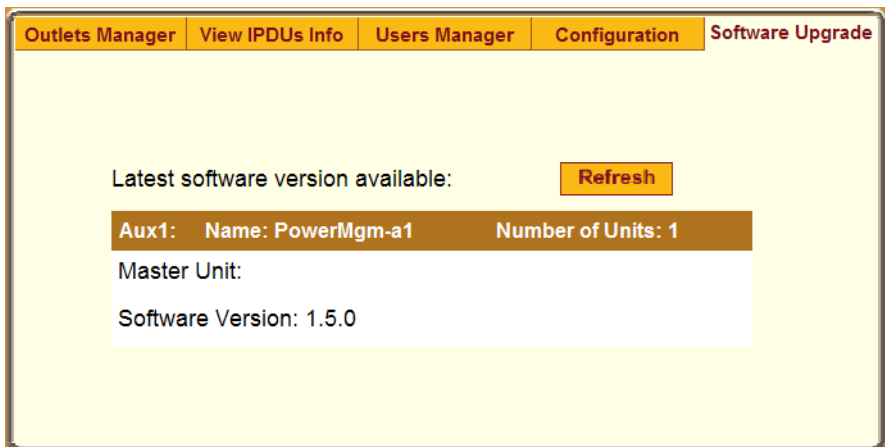 Outlets Manager View IPDUs Info Users Manager Configuration Software Upgrade
Latest software version available: Refresh
Aux1: Name: PowerMgm-a1 Number of Units: 1
Master Unit:
Software Version: 1.5.0